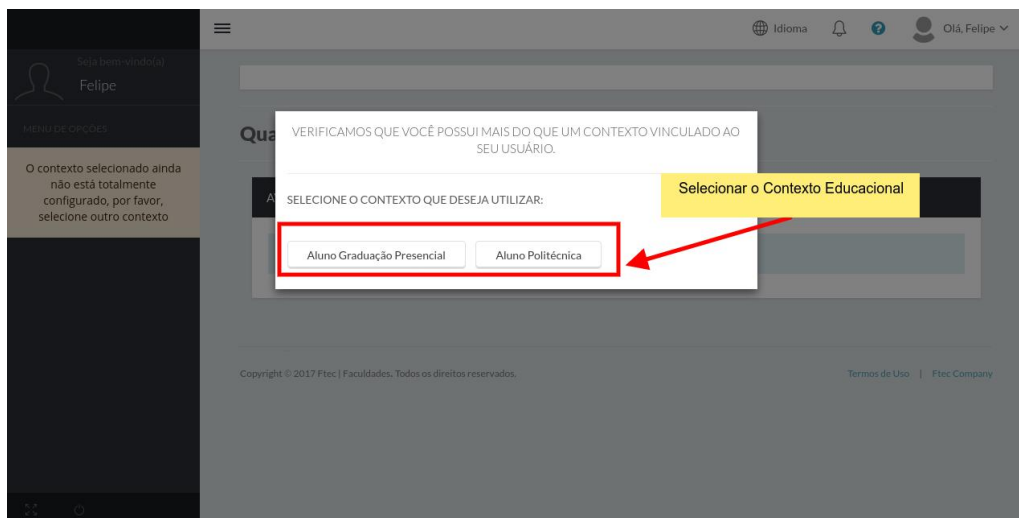 Idioma
Olá, Felipe
Seja bem-vindo(a)
Felipe
MENU DE OPÇÕES
O contexto selecionado ainda
não está totalmente
configurado, por favor,
selecione outro contexto
Qua
VERIFICAMOS QUE VOCÊ POSSUI MAIS DO QUE UM CONTEXTO VINCULADO AO
SEU USUÁRIO.
Selecionar o Contexto Educacional
A
SELECIONE O CONTEXTO QUE DESEJA UTILIZAR:
Aluno Graduação Presencial
Aluno Politécnica
Copyright © 2017 Ftec | Faculdades. Todos os direitos reservados.
Termos de Uso | Ftec Company